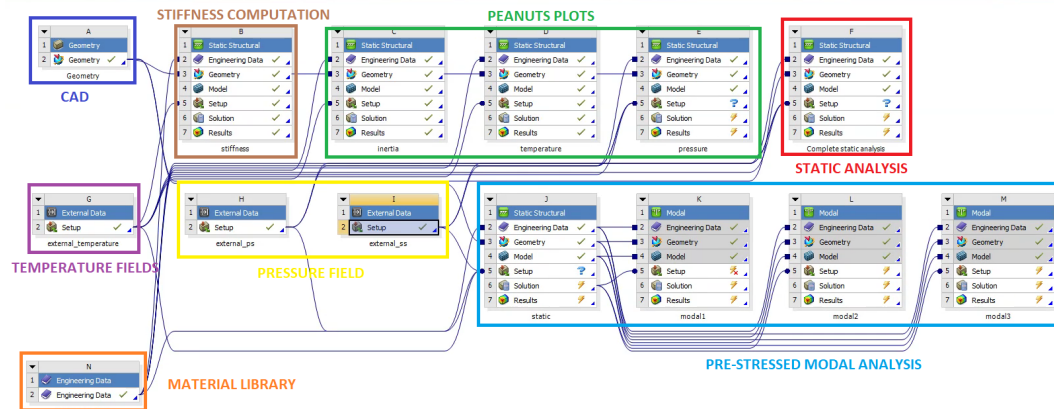 STIFFNESS COMPUTATION
PEANUTS PLOTS
A
1 Geometry
2 Geometry
Geometry
CAD
B
1 Static Structural
2 Engineering Data
3 Geometry
4 Model
5 Setup
6 Solution
7 Results
stiffness
C
1 Static Structural
2 Engineering Data
3 Geometry
4 Model
5 Setup
6 Solution
7 Results
inertia
D
1 Static Structural
2 Engineering Data
3 Geometry
4 Model
5 Setup
6 Solution
7 Results
temperature
E
1 Static Structural
2 Engineering Data
3 Geometry
4 Model
5 Setup ?
6 Solution
7 Results
pressure
F
1 Static Structural
2 Engineering Data
3 Geometry
4 Model
5 Setup ?
6 Solution
7 Results
Complete static analysis
STATIC ANALYSIS
G
1 External Data
2 Setup
external_temperature
TEMPERATURE FIELDS
H
1 External Data
2 Setup
external_ps
I
1 External Data
2 Setup
external_ss
PRESSURE FIELD
J
1 Static Structural
2 Engineering Data
3 Geometry
4 Model
5 Setup ?
6 Solution
7 Results
static
K
1 Modal
2 Engineering Data
3 Geometry
4 Model
5 Setup
6 Solution
7 Results
modal1
L
1 Modal
2 Engineering Data
3 Geometry
4 Model
5 Setup
6 Solution
7 Results
modal2
M
1 Modal
2 Engineering Data
3 Geometry
4 Model
5 Setup
6 Solution
7 Results
modal3
PRE-STRESSED MODAL ANALYSIS
N
1 Engineering Data
2 Engineering Data
MATERIAL LIBRARY